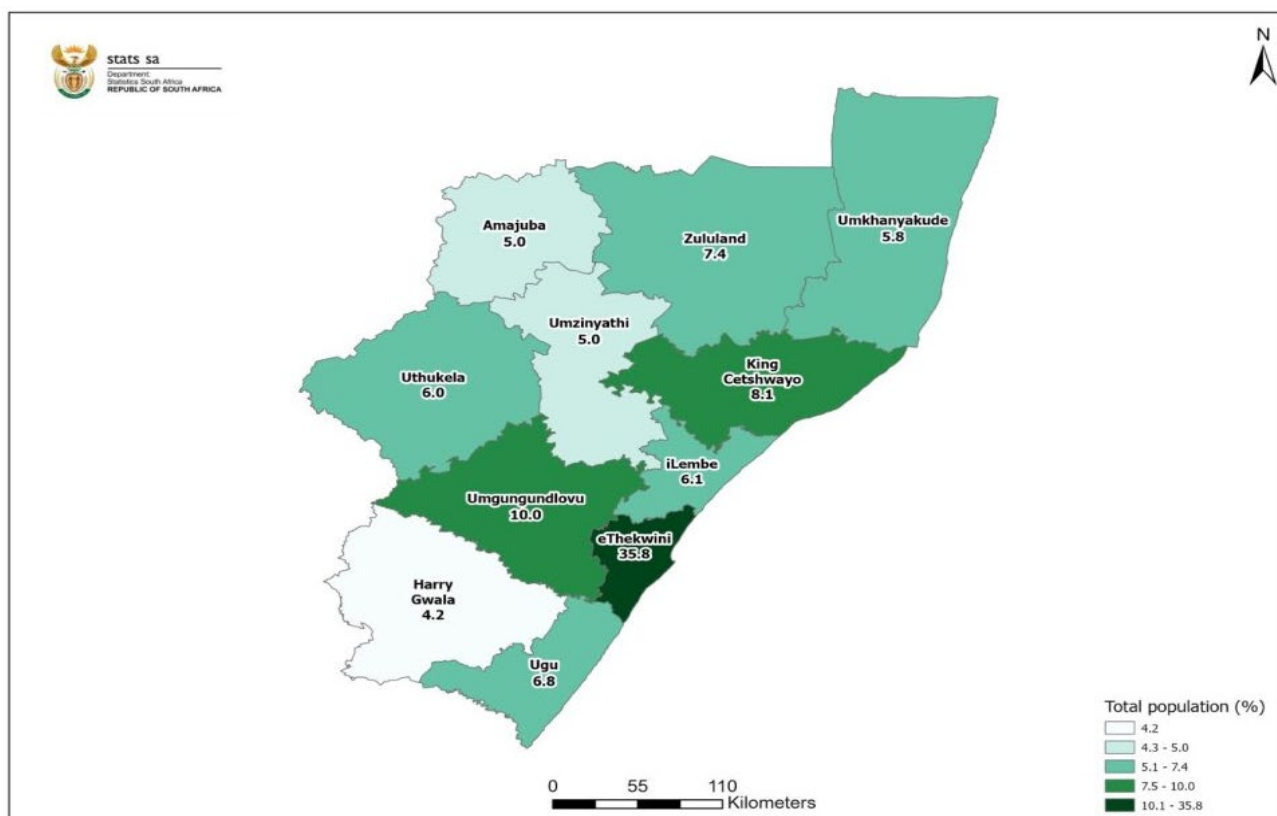 stats sa
Department:
Statistics South Africa
REPUBLIC OF SOUTH AFRICA
N
Amajuba
5.0
Zululand
7.4
Umkhanyakude
5.8
Umzinyathi
5.0
Uthukela
6.0
King
Cetshwayo
8.1
iLembe
6.1
Umgungundlovu
10.0
eThekwini
35.8
Harry
Gwala
4.2
Ugu
6.8
Total population (%)
4.2
4.3 - 5.0
5.1 - 7.4
7.5 - 10.0
10.1 - 35.8
0 55 110
Kilometers